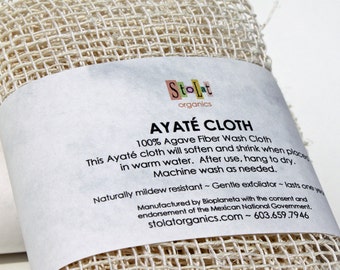 Stolat
organics
AYATÉ CLOTH
100% Agave Fiber Wash Cloth
This Ayaté cloth will soften and shrink when placed
in warm water. After use, hang to dry.
Machine wash as needed.
Naturally mildew resistant ~ Gentle exfoliator ~ lasts one year
Manufactured by Bioplaneta with the consent and
endorsement of the Mexican National Government.
stolatorganics.com ~ 603.659.7946